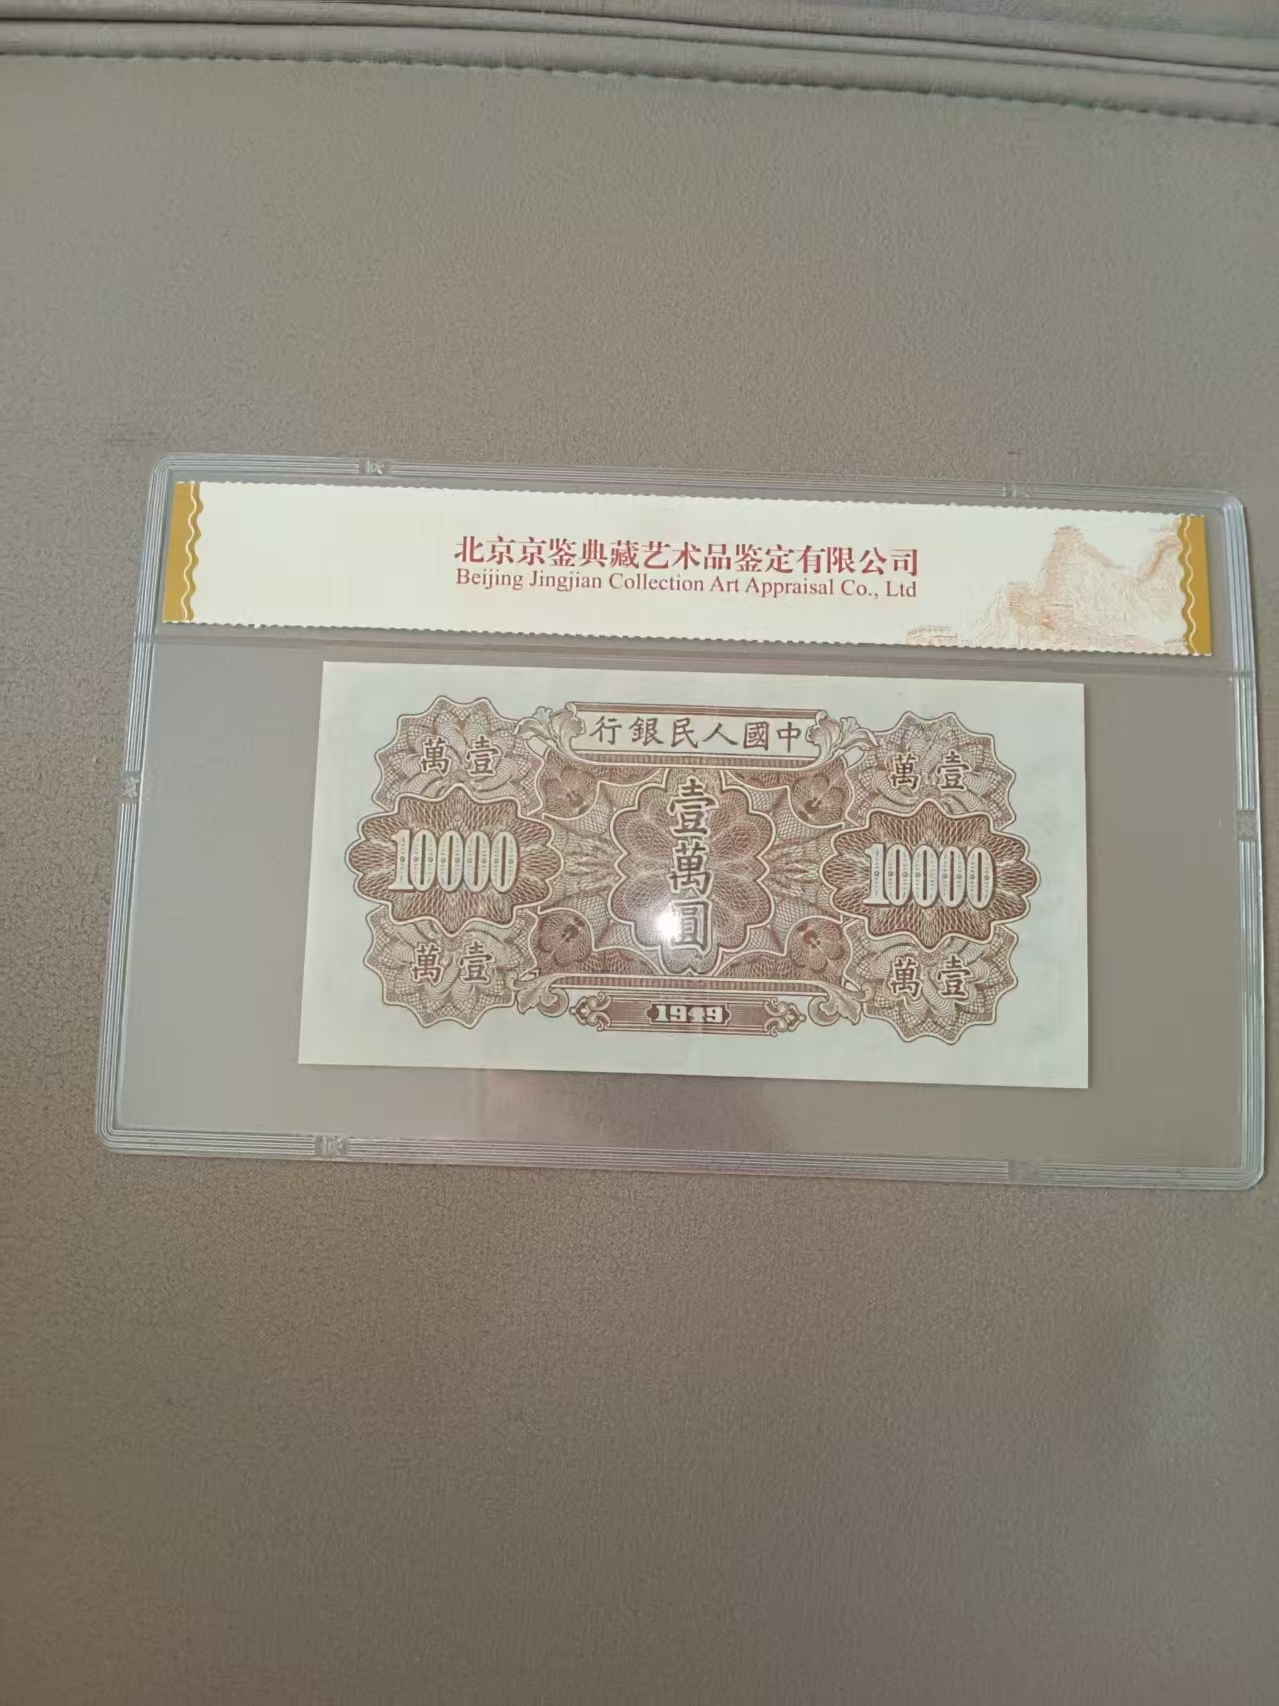 北京京鉴典藏艺术品鉴定有限公司
Beijing Jingjian Collection Art Appraisal Co., Ltd
行銀民人國中
萬壹
萬壹
壹萬圓
10000
10000
萬壹
萬壹
1949